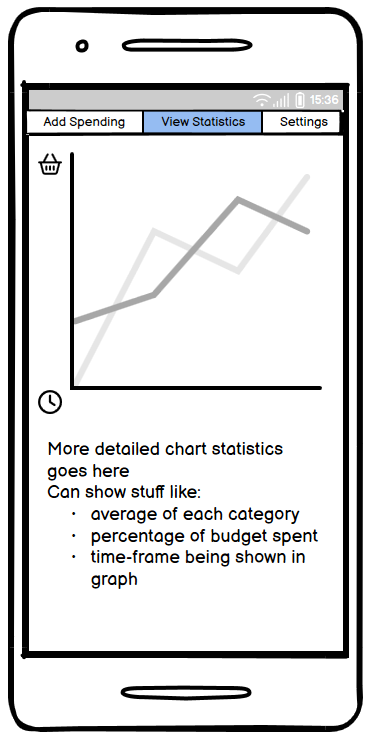 15:36
Add Spending View Statistics Settings
More detailed chart statistics
goes here
Can show stuff like:
· average of each category
· percentage of budget spent
· time-frame being shown in
graph